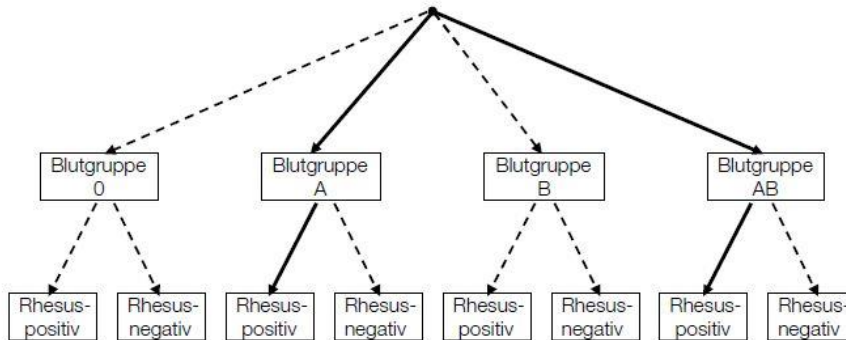 Blutgruppe
0
Blutgruppe
A
Blutgruppe
B
Blutgruppe
AB
Rhesus-
positiv
Rhesus-
negativ
Rhesus-
positiv
Rhesus-
negativ
Rhesus-
positiv
Rhesus-
negativ
Rhesus-
positiv
Rhesus-
negativ